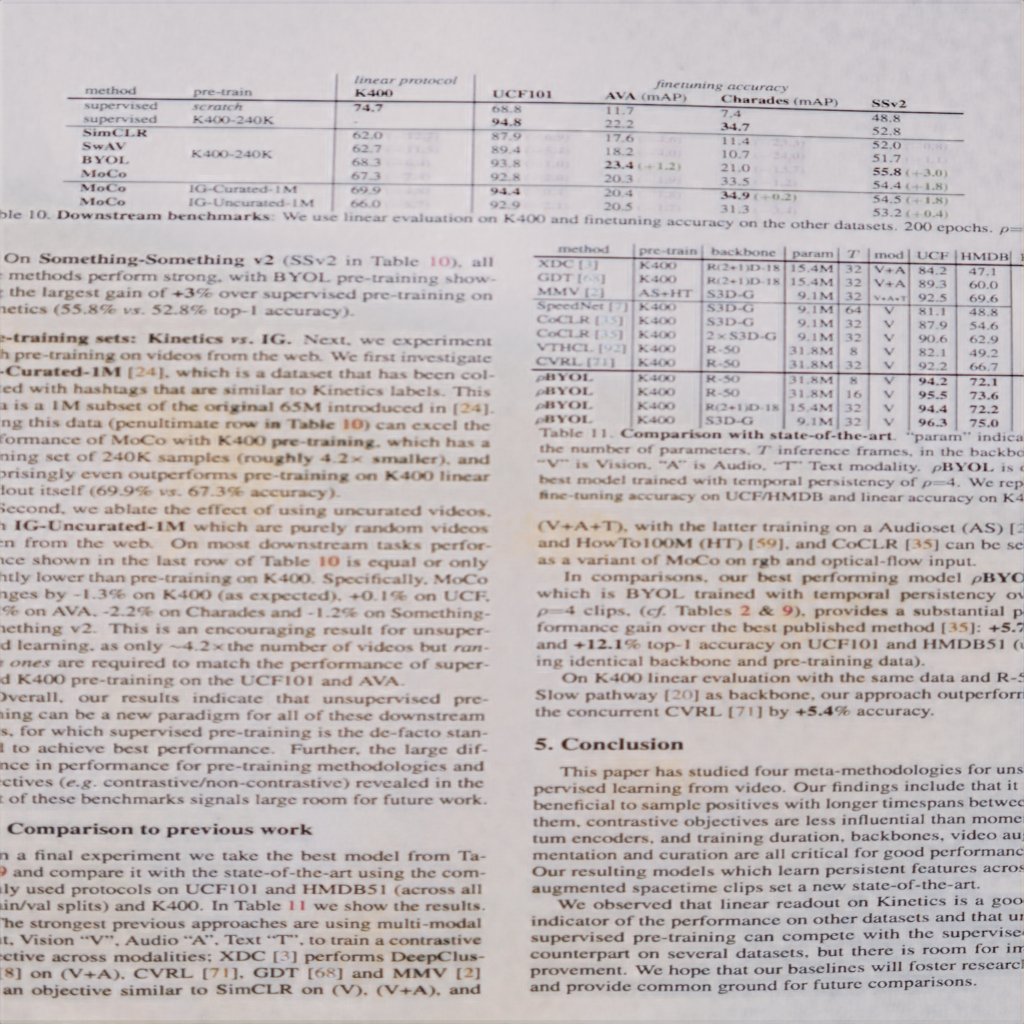 linear protocol finetuning accuracy
method pre-train K400 UCF101 AVA (mAP) Charades (mAP) SSv2
supervised scratch 74.7 68.8 11.7 7.4 48.8
supervised K400-240K - 94.8 22.2 34.7 52.8
SimCLR 62.0 87.9 17.6 11.4 52.0
SwAV K400-240K 62.7 89.4 18.2 10.7 51.7
BYOL 68.3 93.8 23.4 (+1.2) 21.0 55.8 (+3.0)
MoCo 67.3 92.8 20.3 33.5 54.4 (+1.8)
MoCo IG-Curated-1M 69.9 94.4 20.4 34.9 (+0.2) 54.5 (+1.8)
MoCo IG-Uncurated-1M 66.0 92.9 20.5 31.3 53.2 (+0.4)
ble 10. Downstream benchmarks: We use linear evaluation on K400 and finetuning accuracy on the other datasets. 200 epochs. ρ=
On Something-Something v2 (SSv2 in Table 10), all
methods perform strong, with BYOL pre-training show-
the largest gain of +3% over supervised pre-training on
netics (55.8% vs. 52.8% top-1 accuracy).
e-training sets: Kinetics vs. IG. Next, we experiment
h pre-training on videos from the web. We first investigate
-Curated-1M [24], which is a dataset that has been col-
ted with hashtags that are similar to Kinetics labels. This
a is a 1M subset of the original 65M introduced in [24].
ng this data (penultimate row in Table 10) can excel the
formance of MoCo with K400 pre-training, which has a
ning set of 240K samples (roughly 4.2× smaller), and
prisingly even outperforms pre-training on K400 linear
dout itself (69.9% vs. 67.3% accuracy).
Second, we ablate the effect of using uncurated videos,
h IG-Uncurated-1M which are purely random videos
en from the web. On most downstream tasks perfor-
nce shown in the last row of Table 10 is equal or only
htly lower than pre-training on K400. Specifically, MoCo
nges by -1.3% on K400 (as expected), +0.1% on UCF,
% on AVA, -2.2% on Charades and -1.2% on Something-
nething v2. This is an encouraging result for unsuper-
d learning, as only ~4.2× the number of videos but ran-
ones are required to match the performance of super-
d K400 pre-training on the UCF101 and AVA.
Overall, our results indicate that unsupervised pre-
ning can be a new paradigm for all of these downstream
s, for which supervised pre-training is the de-facto stan-
l to achieve best performance. Further, the large dif-
nce in performance for pre-training methodologies and
ectives (e.g. contrastive/non-contrastive) revealed in the
t of these benchmarks signals large room for future work.
Comparison to previous work
n a final experiment we take the best model from Ta-
9 and compare it with the state-of-the-art using the com-
ly used protocols on UCF101 and HMDB51 (across all
in/val splits) and K400. In Table 11 we show the results.
The strongest previous approaches are using multi-modal
t, Vision "V", Audio "A", Text "T", to train a contrastive
ective across modalities; XDC [3] performs DeepClus-
[8] on (V+A), CVRL [71], GDT [68] and MMV [2]
an objective similar to SimCLR on (V), (V+A), and
method pre-train backbone param T mod UCF HMDB
XDC [3] K400 R(2+1)D-18 15.4M 32 V+A 84.2 47.1
GDT [68] K400 R(2+1)D-18 15.4M 32 V+A 89.3 60.0
MMV [2] AS+HT S3D-G 9.1M 32 V+A+T 92.5 69.6
SpeedNet [7] K400 S3D-G 9.1M 64 V 81.1 48.8
CoCLR [35] K400 S3D-G 9.1M 32 V 87.9 54.6
CoCLR [35] K400 2×S3D-G 9.1M 32 V 90.6 62.9
VTHCL [92] K400 R-50 31.8M 8 V 82.1 49.2
CVRL [71] K400 R-50 31.8M 32 V 92.2 66.7
ρBYOL K400 R-50 31.8M 8 V 94.2 72.1
ρBYOL K400 R-50 31.8M 16 V 95.5 73.6
ρBYOL K400 R(2+1)D-18 15.4M 32 V 94.4 72.2
ρBYOL K400 S3D-G 9.1M 32 V 96.3 75.0
Table 11. Comparison with state-of-the-art. "param" indica
the number of parameters, T inference frames, in the backbo
"V" is Vision, "A" is Audio, "T" Text modality. ρBYOL is
best model trained with temporal persistency of ρ=4. We rep
fine-tuning accuracy on UCF/HMDB and linear accuracy on K4
(V+A+T), with the latter training on a Audioset (AS) [
and HowTo100M (HT) [59], and CoCLR [35] can be se
as a variant of MoCo on rgb and optical-flow input.
In comparisons, our best performing model ρBYO
which is BYOL trained with temporal persistency ov
ρ=4 clips, (cf. Tables 2 & 9), provides a substantial p
formance gain over the best published method [35]: +5.7
and +12.1% top-1 accuracy on UCF101 and HMDB51 (u
ing identical backbone and pre-training data).
On K400 linear evaluation with the same data and R-5
Slow pathway [20] as backbone, our approach outperforr
the concurrent CVRL [71] by +5.4% accuracy.
5. Conclusion
This paper has studied four meta-methodologies for uns
pervised learning from video. Our findings include that it
beneficial to sample positives with longer timespans betwee
them, contrastive objectives are less influential than mome
tum encoders, and training duration, backbones, video au
mentation and curation are all critical for good performanc
Our resulting models which learn persistent features acros
augmented spacetime clips set a new state-of-the-art.
We observed that linear readout on Kinetics is a goo
indicator of the performance on other datasets and that un
supervised pre-training can compete with the supervise
counterpart on several datasets, but there is room for im
provement. We hope that our baselines will foster researc
and provide common ground for future comparisons.